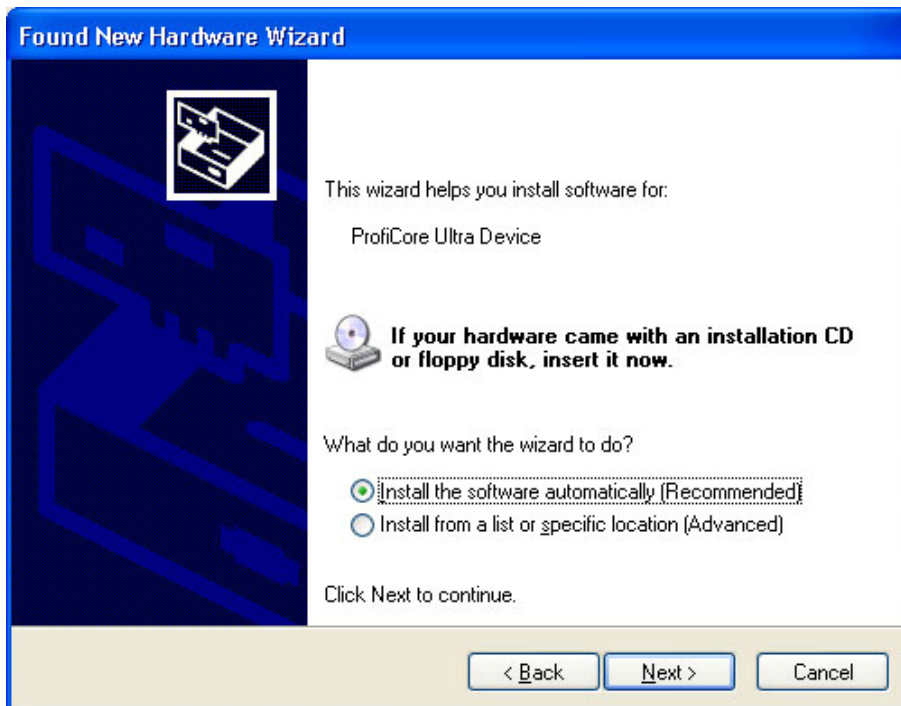 Found New Hardware Wizard
This wizard helps you install software for:
ProfiCore Ultra Device
If your hardware came with an installation CD
or floppy disk, insert it now.
What do you want the wizard to do?
Install the software automatically (Recommended)
Install from a list or specific location (Advanced)
Click Next to continue.
< Back Next > Cancel